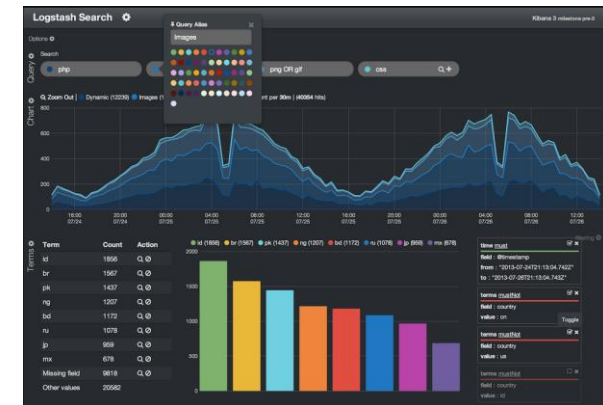 Logstash Search
Kibana 3 milestone pre-5
Query Alias
Images
Options
Search
Query
php
png OR gif
css
Chart
Zoom Out | Dynamic (12239) Images (1
nt per 30m | (40354 hits)
800
600
400
200
0
16:00 07/24
20:00 07/24
00:00 07/25
04:00 07/25
08:00 07/25
12:00 07/25
16:00 07/25
20:00 07/25
00:00 07/26
04:00 07/26
08:00 07/26
12:00 07/26
Terms
Term Count Action
id 1856
br 1567
pk 1437
ng 1207
bd 1172
ru 1078
jp 959
mx 678
Missing field 9818
Other values 20582
id (1856) br (1567) pk (1437) ng (1207) bd (1172) ru (1078) jp (959) mx (678)
2000
1500
1000
500
0
filtering
time must
field : @timestamp
from : "2013-07-24T21:13:04.742Z"
to : "2013-07-26T21:13:04.743Z"
terms mustNot
field : country
value : cn
Toggle
terms mustNot
field : country
value : us
terms mustNot
field : country
value : id